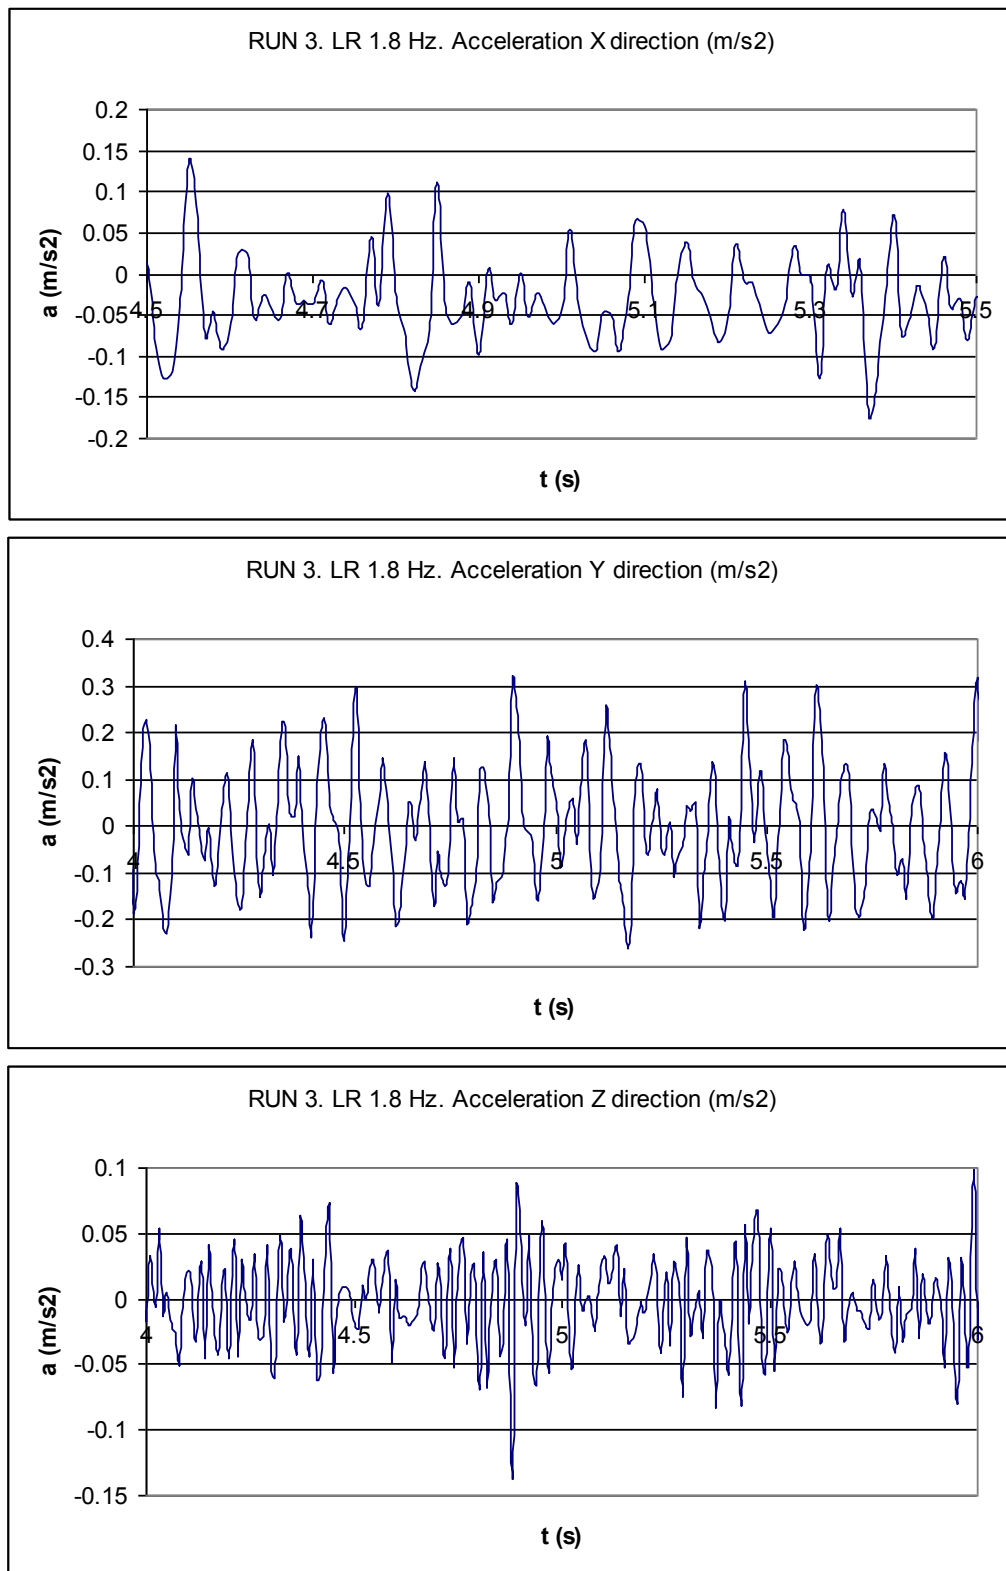 RUN 3. LR 1.8 Hz. Acceleration X direction (m/s2)
0.2
0.15
0.1
0.05
0
-0.05
-0.1
-0.15
-0.2
4.5 4.7 4.9 5.1 5.3 5.5
a (m/s2)
t (s)
RUN 3. LR 1.8 Hz. Acceleration Y direction (m/s2)
0.4
0.3
0.2
0.1
0
-0.1
-0.2
-0.3
4 4.5 5 5.5 6
a (m/s2)
t (s)
RUN 3. LR 1.8 Hz. Acceleration Z direction (m/s2)
0.1
0.05
0
-0.05
-0.1
-0.15
4 4.5 5 5.5 6
a (m/s2)
t (s)